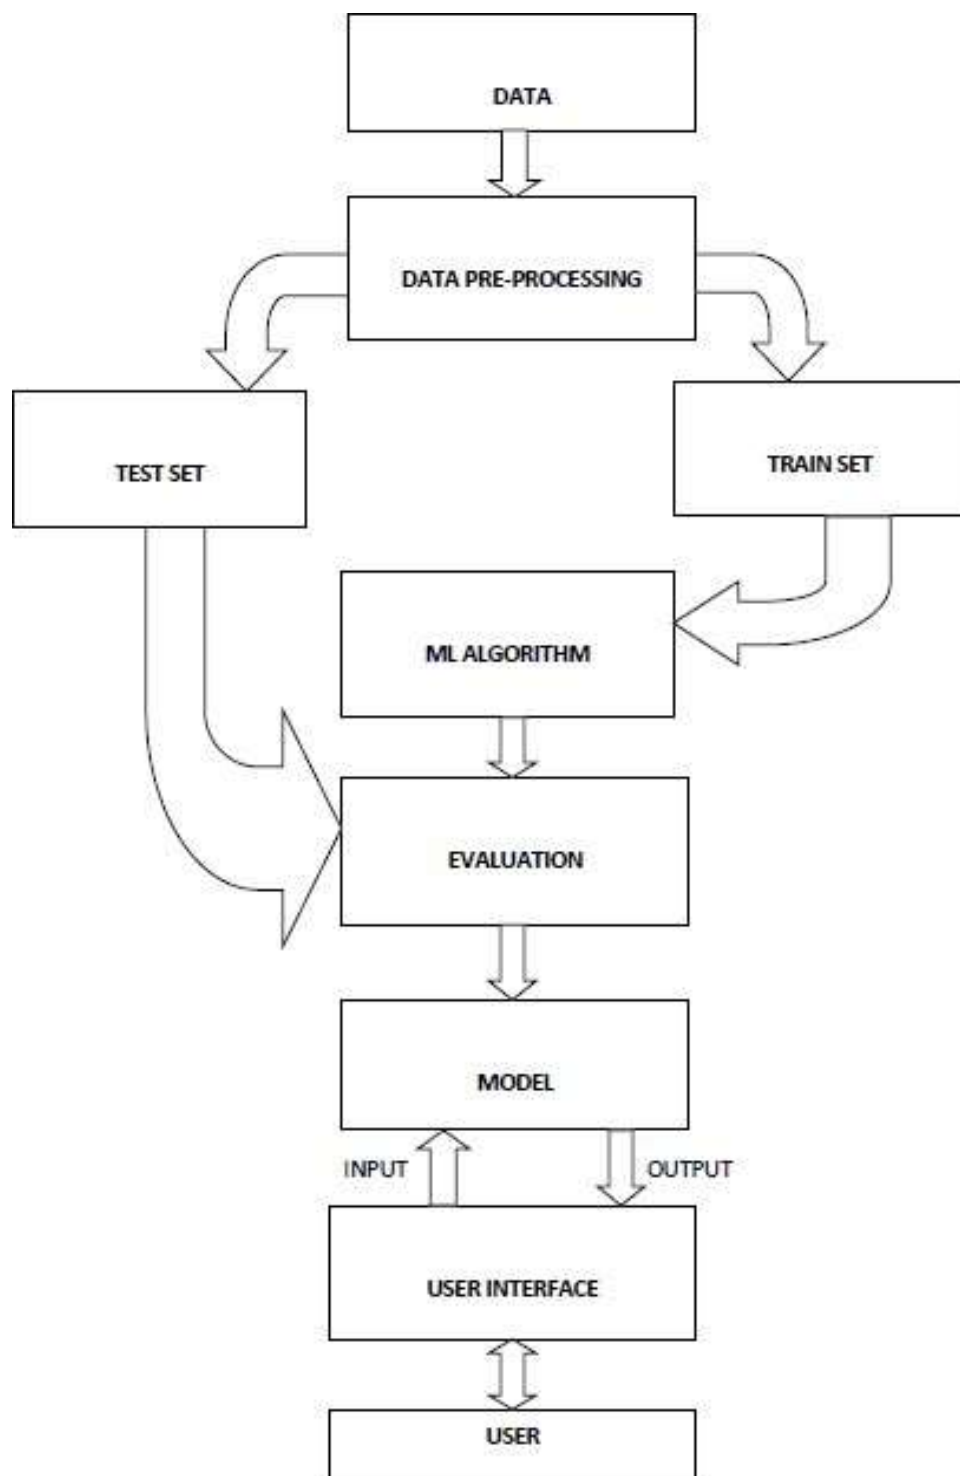 DATA
DATA PRE-PROCESSING
TEST SET
TRAIN SET
ML ALGORITHM
EVALUATION
MODEL
INPUT
OUTPUT
USER INTERFACE
USER